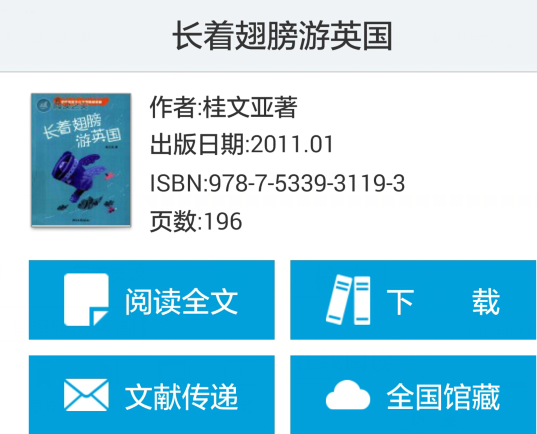 长着翅膀游英国
长着翅膀
游英国
作者:桂文亚著
出版日期:2011.01
ISBN:978-7-5339-3119-3
页数:196
阅读全文
下 载
文献传递
全国馆藏